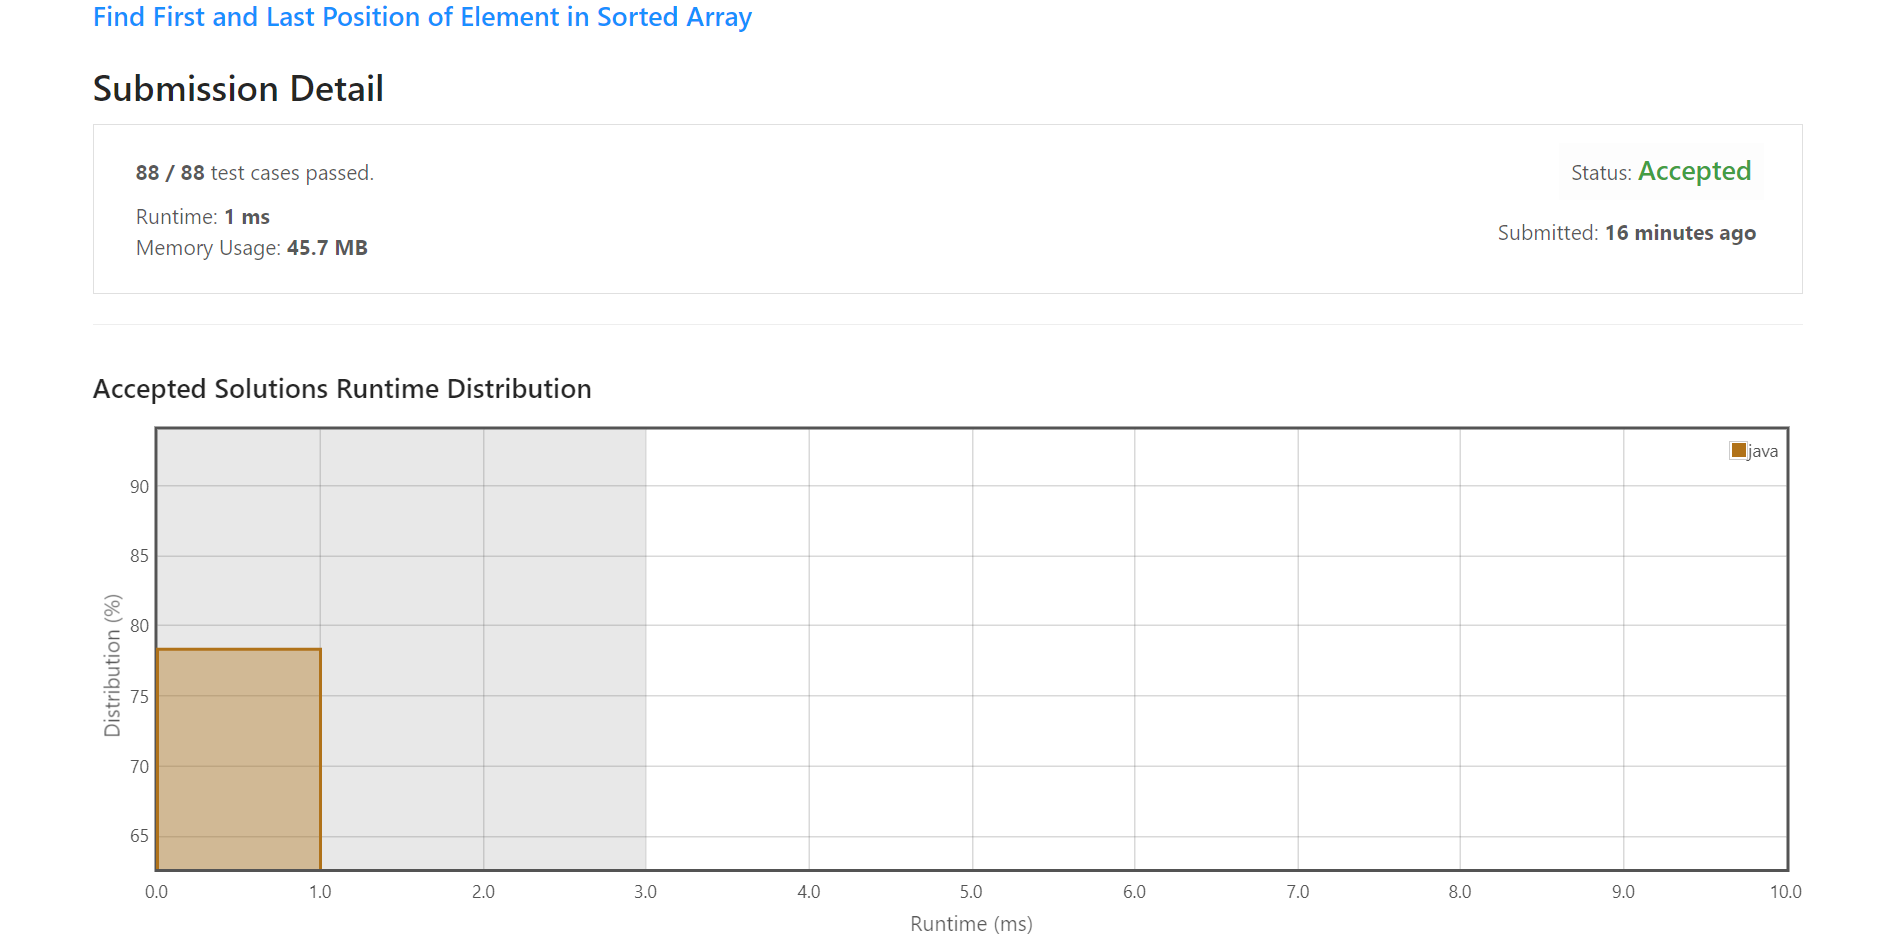 Find First and Last Position of Element in Sorted Array
Submission Detail
88 / 88 test cases passed.
Status: Accepted
Runtime: 1 ms
Memory Usage: 45.7 MB
Submitted: 16 minutes ago
Accepted Solutions Runtime Distribution
java
Distribution (%)
90
85
80
75
70
65
0.0 1.0 2.0 3.0 4.0 5.0 6.0 7.0 8.0 9.0 10.0
Runtime (ms)